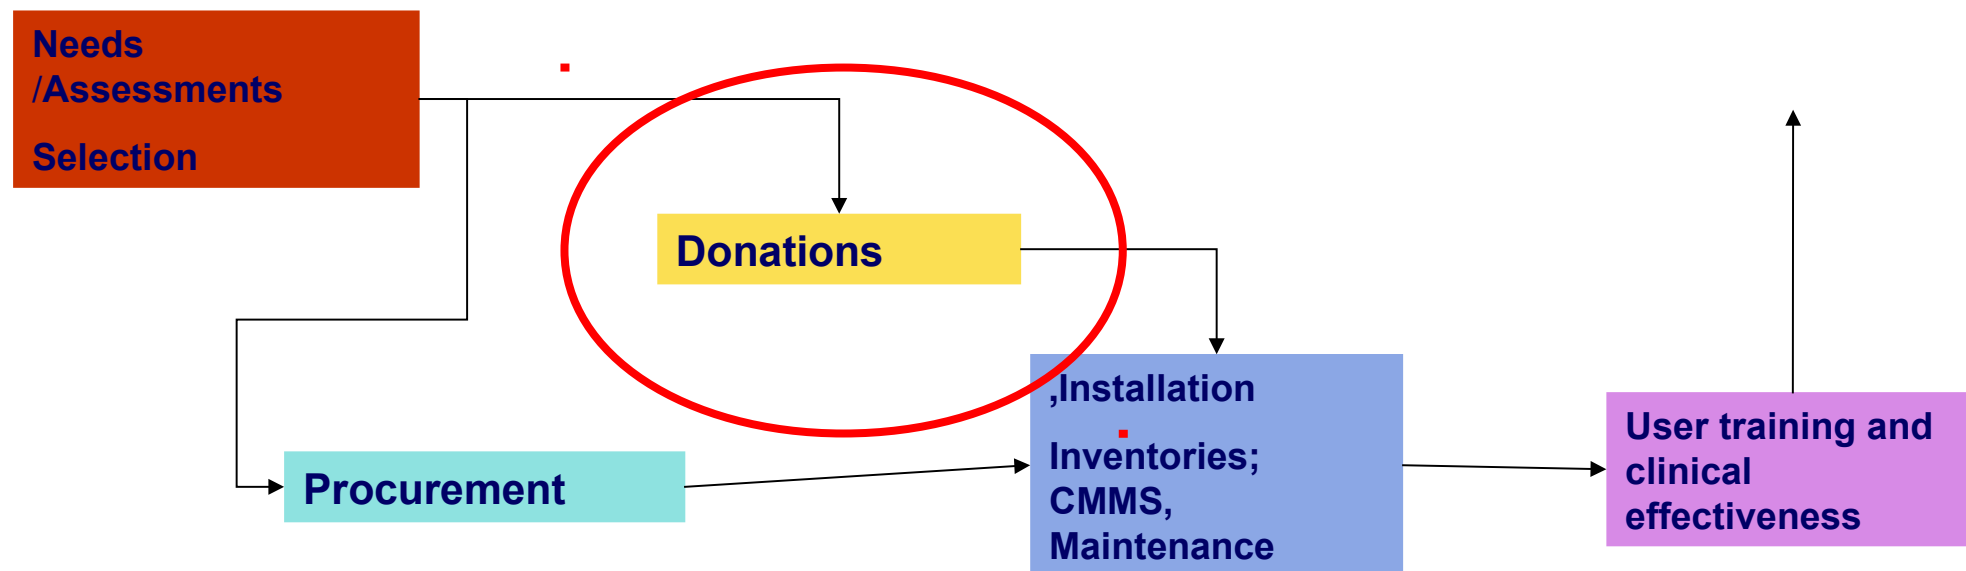 Needs
/Assessments
Selection
Donations
,Installation
Inventories;
CMMS,
Maintenance
Procurement
User training and
clinical
effectiveness